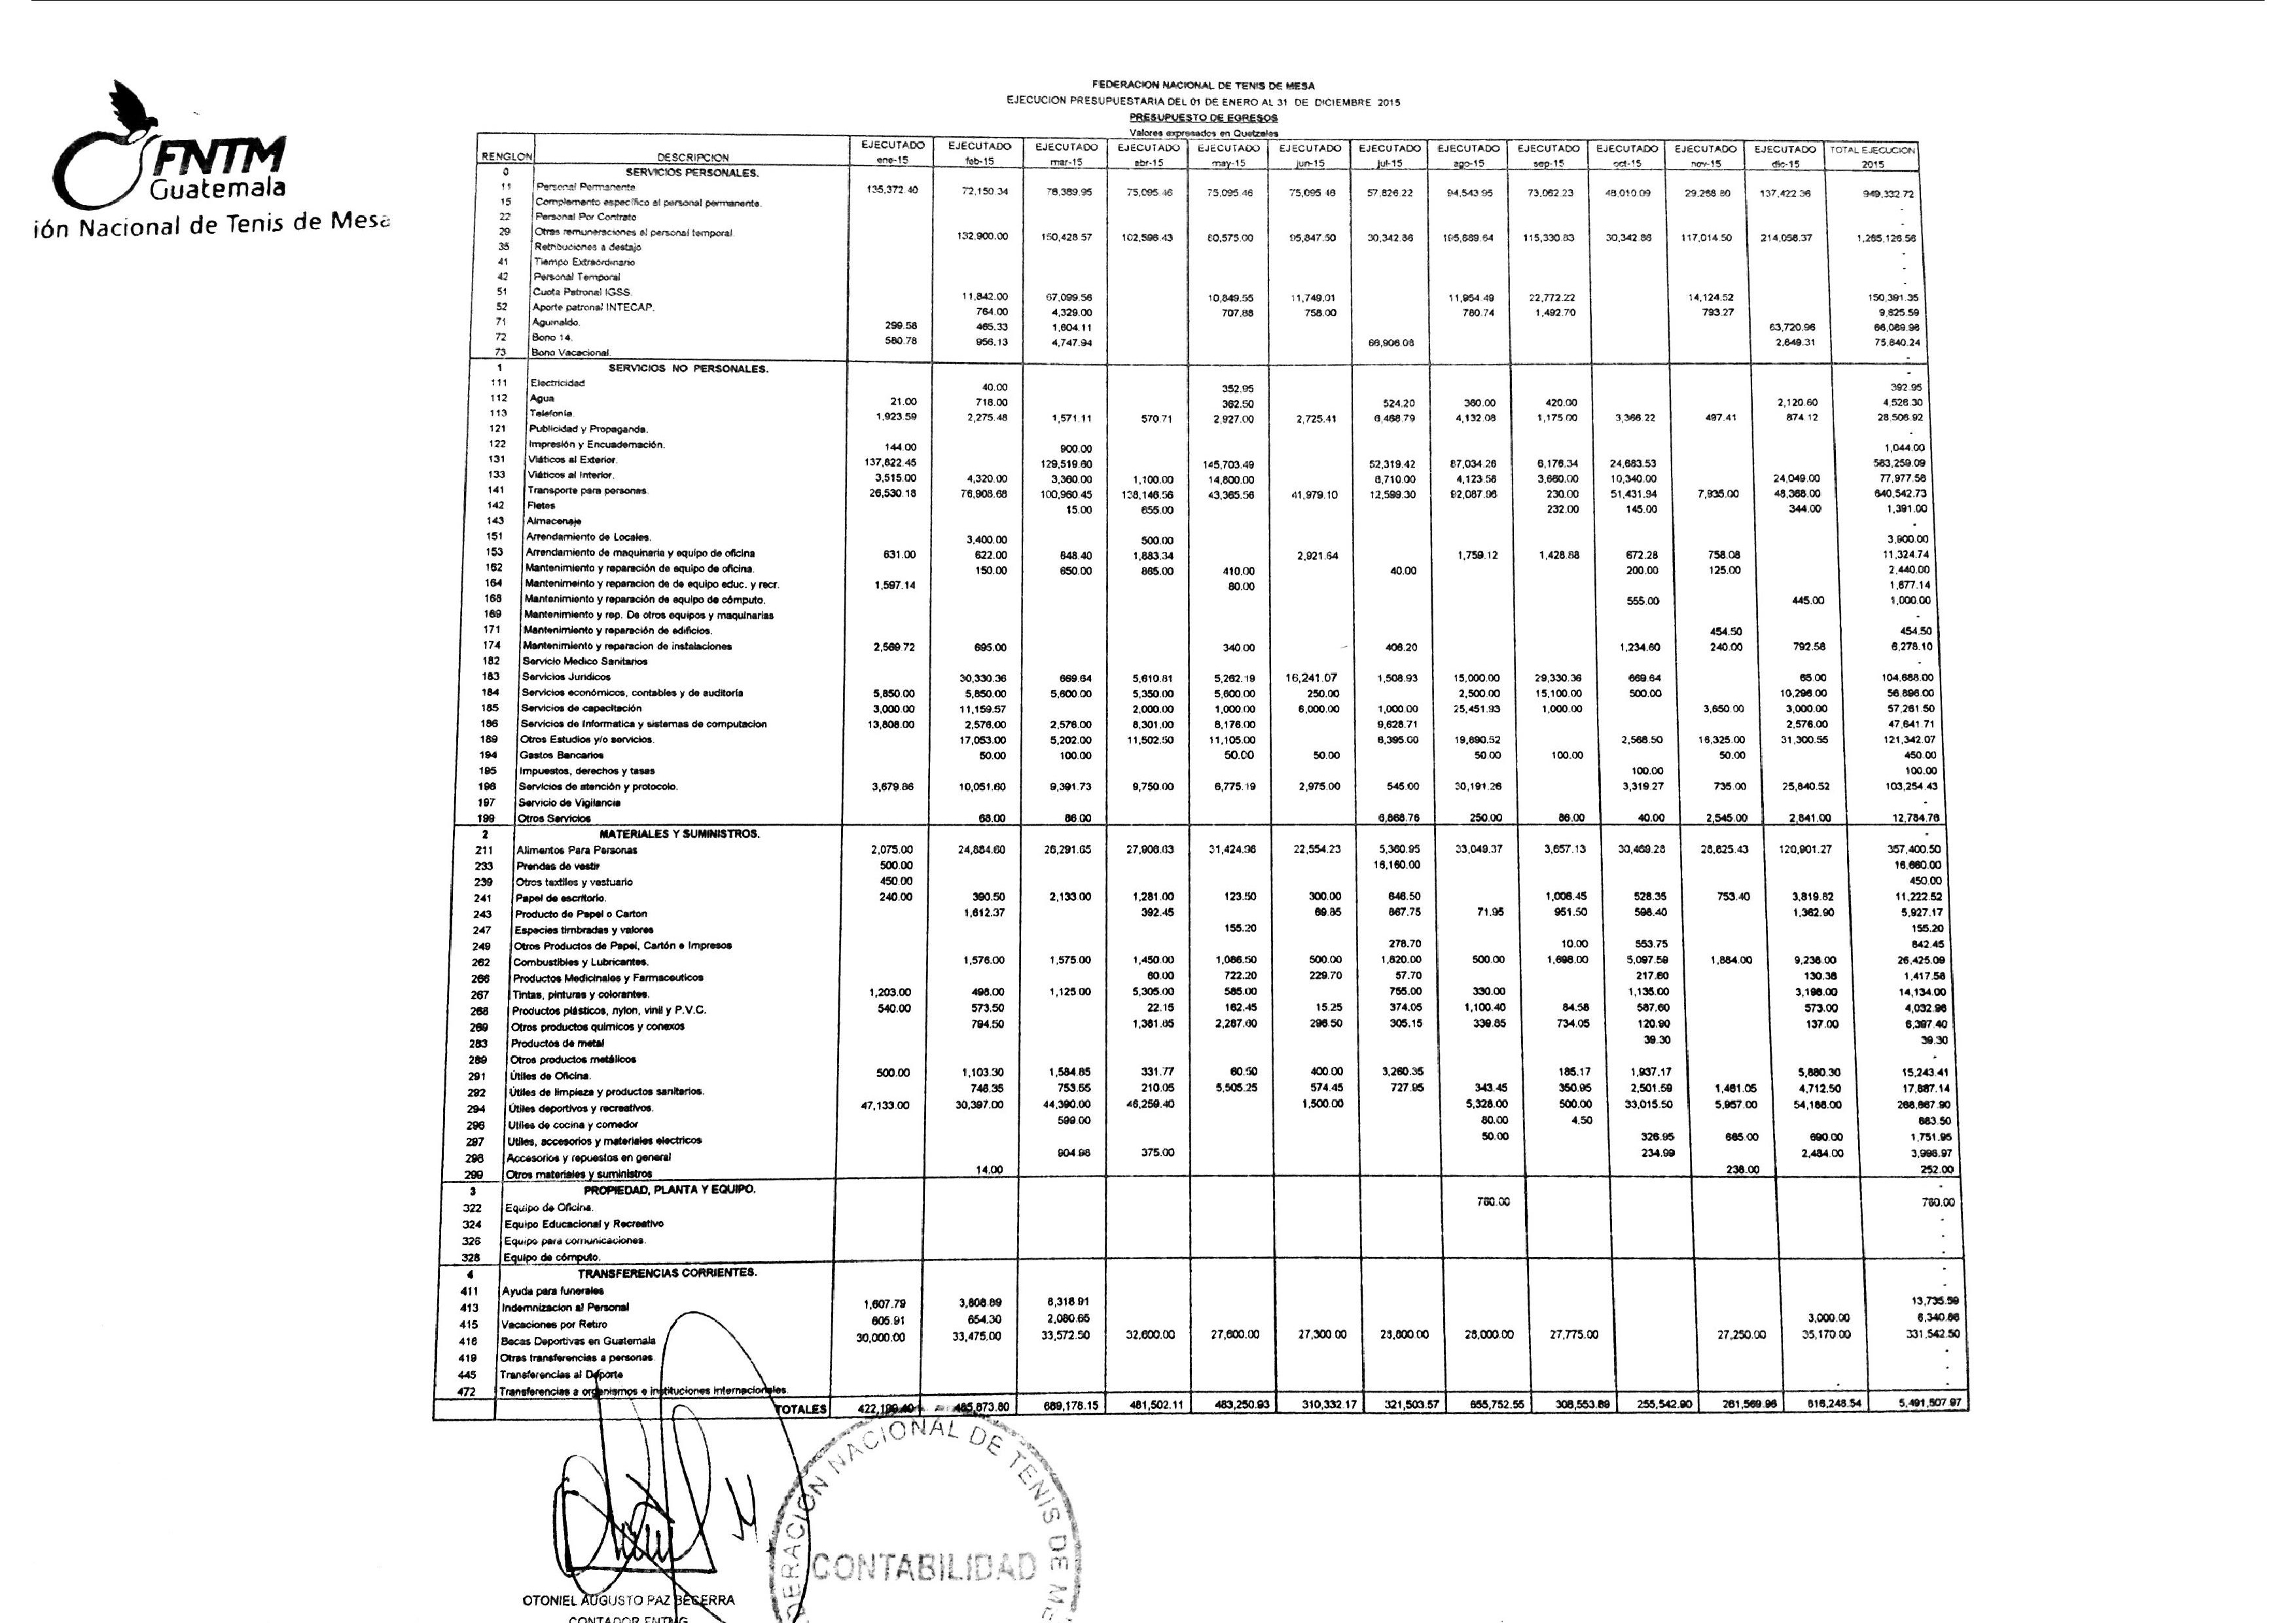 FNTM
Guatemala
ión Nacional de Tenis de Mesa
FEDERACION NACIONAL DE TENIS DE MESA
EJECUCION PRESUPUESTARIA DEL 01 DE ENERO AL 31 DE DICIEMBRE 2015
PRESUPUESTO DE EGRESOS
Valores expresados en Quetzales
RENGLON DESCRIPCION EJECUTADO ene-15 EJECUTADO feb-15 EJECUTADO mar-15 EJECUTADO abr-15 EJECUTADO may-15 EJECUTADO jun-15 EJECUTADO jul-15 EJECUTADO ago-15 EJECUTADO sep-15 EJECUTADO oct-15 EJECUTADO nov-15 EJECUTADO dic-15 TOTAL EJECUCION 2015
0 SERVICIOS PERSONALES.
11 Personal Permanente 135,372.40 72,150.34 76,389.95 75,095.46 75,095.46 75,095.46 57,826.22 94,543.95 73,062.23 48,010.09 29,268.80 137,422.36 949,332.72
15 Complemento específico al personal permanente. -
22 Personal Por Contrato -
29 Otras remuneraciones al personal temporal. 132,900.00 150,428.57 102,596.43 80,575.00 95,847.50 30,342.86 195,689.64 115,330.83 30,342.86 117,014.50 214,058.37 1,265,126.56
35 Retribuciones a destajo -
41 Tiempo Extraordinario -
42 Personal Temporal -
51 Cuota Patronal IGSS. 11,842.00 67,099.56 10,849.55 11,749.01 11,954.49 22,772.22 14,124.52 150,391.35
52 Aporte patronal INTECAP. 764.00 4,329.00 707.88 758.00 780.74 1,492.70 793.27 9,625.59
71 Aguinaldo. 299.58 465.33 1,604.11 63,720.96 66,089.98
72 Bono 14. 580.78 956.13 4,747.94 66,906.08 2,649.31 75,840.24
73 Bono Vacacional. -
1 SERVICIOS NO PERSONALES. -
111 Electricidad 40.00 352.95 392.95
112 Agua 21.00 718.00 362.50 524.20 360.00 420.00 2,120.60 4,526.30
113 Telefonía. 1,923.59 2,275.48 1,571.11 570.71 2,927.00 2,725.41 6,468.79 4,132.08 1,175.00 3,366.22 497.41 874.12 28,506.92
121 Publicidad y Propaganda. -
122 Impresión y Encuadernación. 144.00 900.00 1,044.00
131 Viáticos al Exterior. 137,822.45 129,519.60 145,703.49 52,319.42 87,034.26 6,176.34 24,683.53 583,259.09
133 Viáticos al Interior. 3,515.00 4,320.00 3,360.00 1,100.00 14,800.00 8,710.00 4,123.58 3,660.00 10,340.00 24,049.00 77,977.58
141 Transporte para personas. 26,530.18 76,908.68 100,960.45 138,146.56 43,365.56 41,979.10 12,599.30 92,087.96 230.00 51,431.94 7,935.00 48,368.00 640,542.73
142 Fletes 15.00 655.00 232.00 145.00 344.00 1,391.00
143 Almacenaje -
151 Arrendamiento de Locales. 3,400.00 500.00 3,900.00
153 Arrendamiento de maquinaria y equipo de oficina 631.00 622.00 648.40 1,883.34 2,921.64 1,759.12 1,428.88 672.28 758.08 11,324.74
162 Mantenimiento y reparación de equipo de oficina. 150.00 650.00 865.00 410.00 40.00 200.00 125.00 2,440.00
164 Mantenimeinto y reparacion de de equipo educ. y recr. 1,597.14 80.00 1,677.14
168 Mantenimiento y reparación de equipo de cómputo. 555.00 445.00 1,000.00
169 Mantenimiento y rep. De otros equipos y maquinarias -
171 Mantenimiento y reparación de edificios. 454.50 454.50
174 Mantenimiento y reparacion de instalaciones 2,569.72 695.00 340.00 406.20 1,234.60 240.00 792.58 6,278.10
182 Servicio Medico Sanitarios -
183 Servicios Jurídicos 30,330.36 669.64 5,610.81 5,262.19 16,241.07 1,508.93 15,000.00 29,330.36 669.64 65.00 104,688.00
184 Servicios económicos, contables y de auditoría 5,850.00 5,850.00 5,600.00 5,350.00 5,600.00 250.00 2,500.00 15,100.00 500.00 10,296.00 56,896.00
185 Servicios de capacitación 3,000.00 11,159.57 2,000.00 1,000.00 6,000.00 1,000.00 25,451.93 1,000.00 3,650.00 3,000.00 57,261.50
186 Servicios de Informatica y sistemas de computacion 13,808.00 2,576.00 2,576.00 8,301.00 8,176.00 9,628.71 2,576.00 47,641.71
189 Otros Estudios y/o servicios. 17,053.00 5,202.00 11,502.50 11,105.00 6,395.00 19,890.52 2,568.50 16,325.00 31,300.55 121,342.07
194 Gastos Bancarios 50.00 100.00 50.00 50.00 50.00 100.00 50.00 450.00
195 Impuestos, derechos y tasas 100.00 100.00
196 Servicios de atención y protocolo. 3,679.86 10,051.60 9,391.73 9,750.00 6,775.19 2,975.00 545.00 30,191.26 3,319.27 735.00 25,840.52 103,254.43
197 Servicio de Vigilancia -
199 Otros Servicios 68.00 86.00 6,868.76 250.00 86.00 40.00 2,545.00 2,841.00 12,784.76
2 MATERIALES Y SUMINISTROS. -
211 Alimentos Para Personas 2,075.00 24,884.60 26,291.65 27,906.03 31,424.36 22,554.23 5,360.95 33,049.37 3,657.13 30,469.28 28,825.43 120,901.27 357,400.50
233 Prendas de vestir 500.00 16,160.00 16,660.00
239 Otros textiles y vestuario 450.00 450.00
241 Papel de escritorio. 240.00 390.50 2,133.00 1,281.00 123.50 300.00 646.50 1,006.45 528.35 753.40 3,819.82 11,222.52
243 Producto de Papel o Carton 1,612.37 392.45 69.85 867.75 71.95 951.50 598.40 1,362.90 5,927.17
247 Especies timbradas y valores 155.20 155.20
249 Otros Productos de Papel, Cartón e Impresos 278.70 10.00 553.75 842.45
262 Combustibles y Lubricantes. 1,576.00 1,575.00 1,450.00 1,086.50 500.00 1,820.00 500.00 1,698.00 5,097.59 1,884.00 9,238.00 26,425.09
266 Productos Medicinales y Farmaceuticos 60.00 722.20 229.70 57.70 217.60 130.38 1,417.58
267 Tintas, pinturas y colorantes. 1,203.00 498.00 1,125.00 5,305.00 585.00 755.00 330.00 1,135.00 3,198.00 14,134.00
268 Productos plásticos, nylon, vinil y P.V.C. 540.00 573.50 22.15 162.45 15.25 374.05 1,100.40 84.58 587.60 573.00 4,032.98
269 Otros productos químicos y conexos 794.50 1,381.65 2,287.60 296.50 305.15 339.85 734.05 120.90 137.00 6,397.40
283 Productos de metal 39.30 39.30
289 Otros productos metálicos -
291 Útiles de Oficina. 500.00 1,103.30 1,584.85 331.77 60.50 400.00 3,260.35 185.17 1,937.17 5,880.30 15,243.41
292 Útiles de limpieza y productos sanitarios. 746.35 753.55 210.05 5,505.25 574.45 727.95 343.45 350.95 2,501.59 1,461.05 4,712.50 17,887.14
294 Útiles deportivos y recreativos. 47,133.00 30,397.00 44,390.00 46,259.40 1,500.00 5,328.00 500.00 33,015.50 5,957.00 54,188.00 268,667.90
296 Utiles de cocina y comedor 599.00 80.00 4.50 683.50
297 Utiles, accesorios y materiales electricos 50.00 326.95 665.00 690.00 1,751.95
298 Accesorios y repuestos en general 904.98 375.00 234.99 2,484.00 3,998.97
299 Otros materiales y suministros 14.00 238.00 252.00
3 PROPIEDAD, PLANTA Y EQUIPO. -
322 Equipo de Oficina. 760.00 760.00
324 Equipo Educacional y Recreativo -
326 Equipo para comunicaciones. -
328 Equipo de cómputo. -
4 TRANSFERENCIAS CORRIENTES. -
411 Ayuda para funerales -
413 Indemnizacion al Personal 1,607.79 3,808.89 8,318.91 13,735.59
415 Vacaciones por Retiro 605.91 654.30 2,080.65 3,000.00 6,340.86
416 Becas Deportivas en Guatemala 30,000.00 33,475.00 33,572.50 32,600.00 27,600.00 27,300.00 28,800.00 28,000.00 27,775.00 27,250.00 35,170.00 331,542.50
419 Otras transferencias a personas. -
445 Transferencias al Deporte -
472 Transferencias a organismos e instituciones internacionales. - -
TOTALES 422,199.40 485,873.80 689,178.15 481,502.11 483,250.93 310,332.17 321,503.57 655,752.55 308,553.89 255,542.90 261,569.96 816,248.54 5,491,507.97
DERACION NACIONAL DE TENIS DE ME
CONTABILIDAD
OTONIEL AUGUSTO PAZ BECERRA
CONTADOR FNTMG